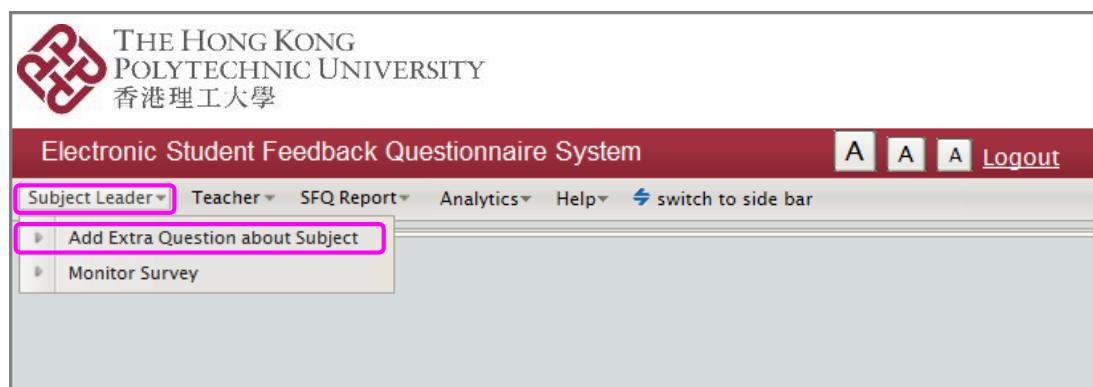 THE HONG KONG
POLYTECHNIC UNIVERSITY
香港理工大學
Electronic Student Feedback Questionnaire System A A A Logout
Subject Leader Teacher SFQ Report Analytics Help switch to side bar
Add Extra Question about Subject
Monitor Survey